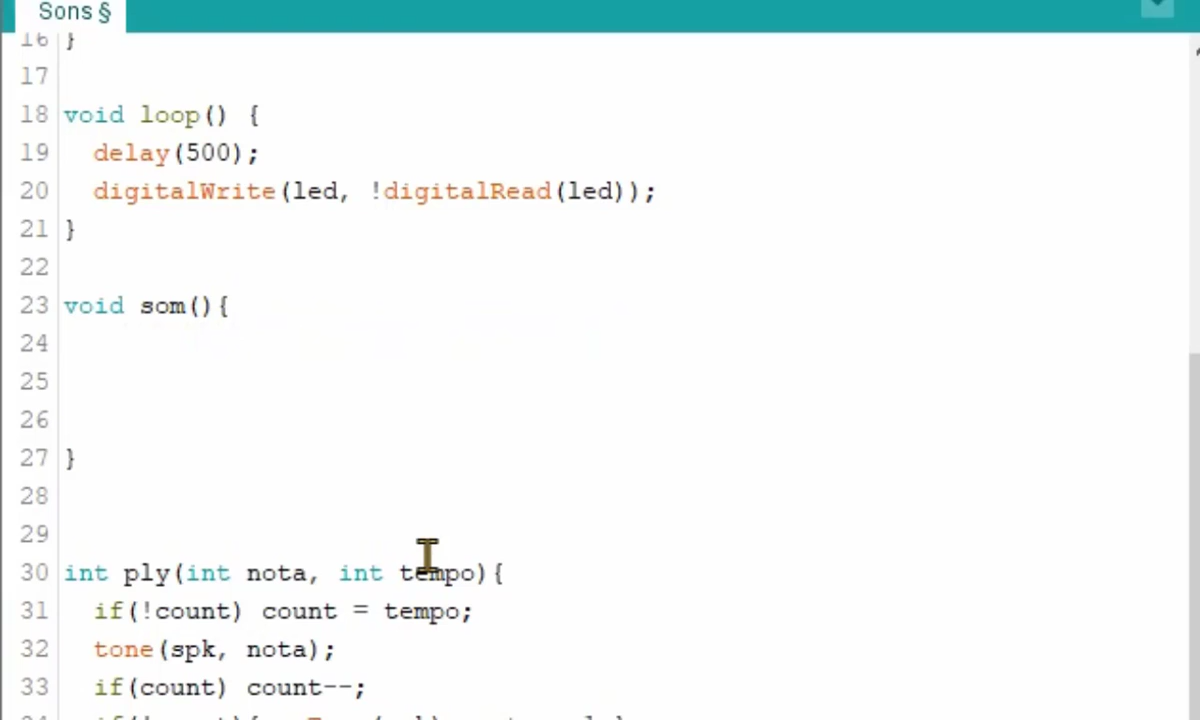 Sons §
16 }
17
18 void loop() {
19 delay(500);
20 digitalWrite(led, !digitalRead(led));
21 }
22
23 void som(){
24
25
26
27 }
28
29
30 int ply(int nota, int tempo){
31 if(!count) count = tempo;
32 tone(spk, nota);
33 if(count) count--;